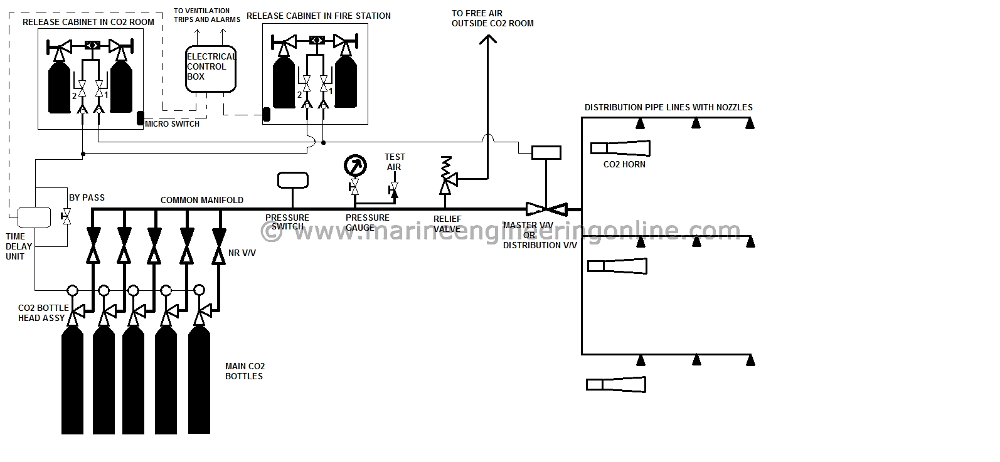 TO VENTILATION
TRIPS AND ALARMS
RELEASE CABINET IN CO2 ROOM
RELEASE CABINET IN FIRE STATION
TO FREE AIR
OUTSIDE CO2 ROOM
ELECTRICAL
CONTROL
BOX
2
1
2
1
MICRO SWITCH
DISTRIBUTION PIPE LINES WITH NOZZLES
CO2 HORN
TEST
AIR
BY PASS
COMMON MANIFOLD
PRESSURE
SWITCH
PRESSURE
GAUGE
RELIEF
VALVE
MASTER V/V
OR
DISTRIBUTION V/V
© www.marineengineeringonline.com
TIME
DELAY
UNIT
NR V/V
CO2 BOTTLE
HEAD ASSY
MAIN CO2
BOTTLES